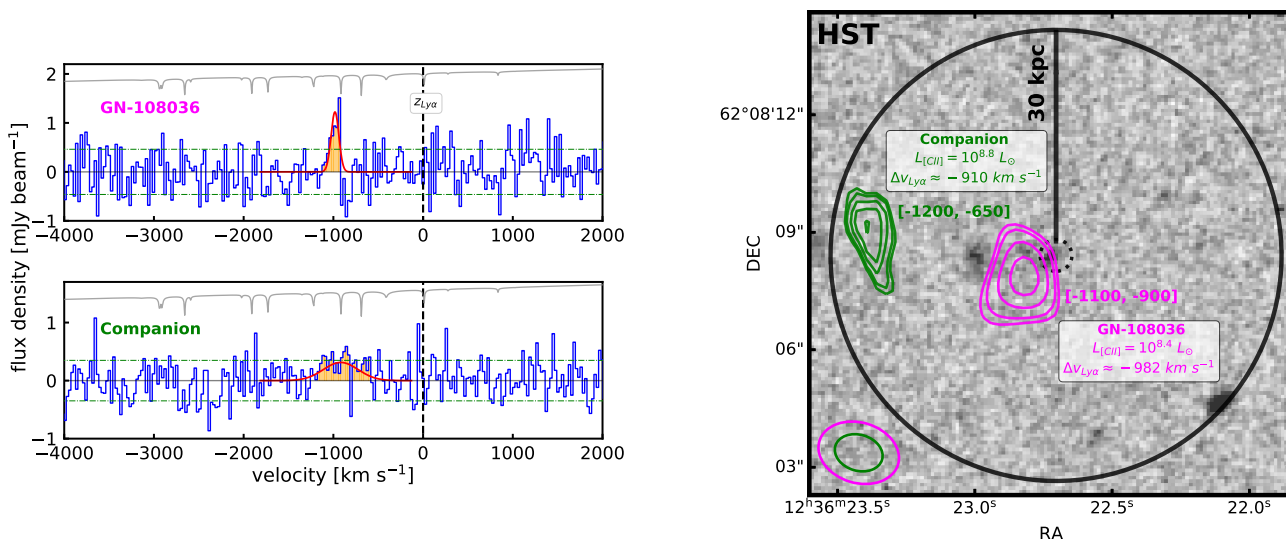 flux density [mJy beam⁻¹]
2
1
0
−1
GN-108036
z_Lyα
−4000 −3000 −2000 −1000 0 1000 2000
1
0
−1
Companion
−4000 −3000 −2000 −1000 0 1000 2000
velocity [km s⁻¹]
HST
30 kpc
DEC
62°08'12"
09"
06"
03"
Companion
L_[CII] = 10^8.8 L_⊙
Δv_Lyα ≈ − 910 km s⁻¹
[-1200, -650]
[-1100, -900]
GN-108036
L_[CII] = 10^8.4 L_⊙
Δv_Lyα ≈ − 982 km s⁻¹
12ʰ36ᵐ23.5ˢ 23.0ˢ 22.5ˢ 22.0ˢ
RA